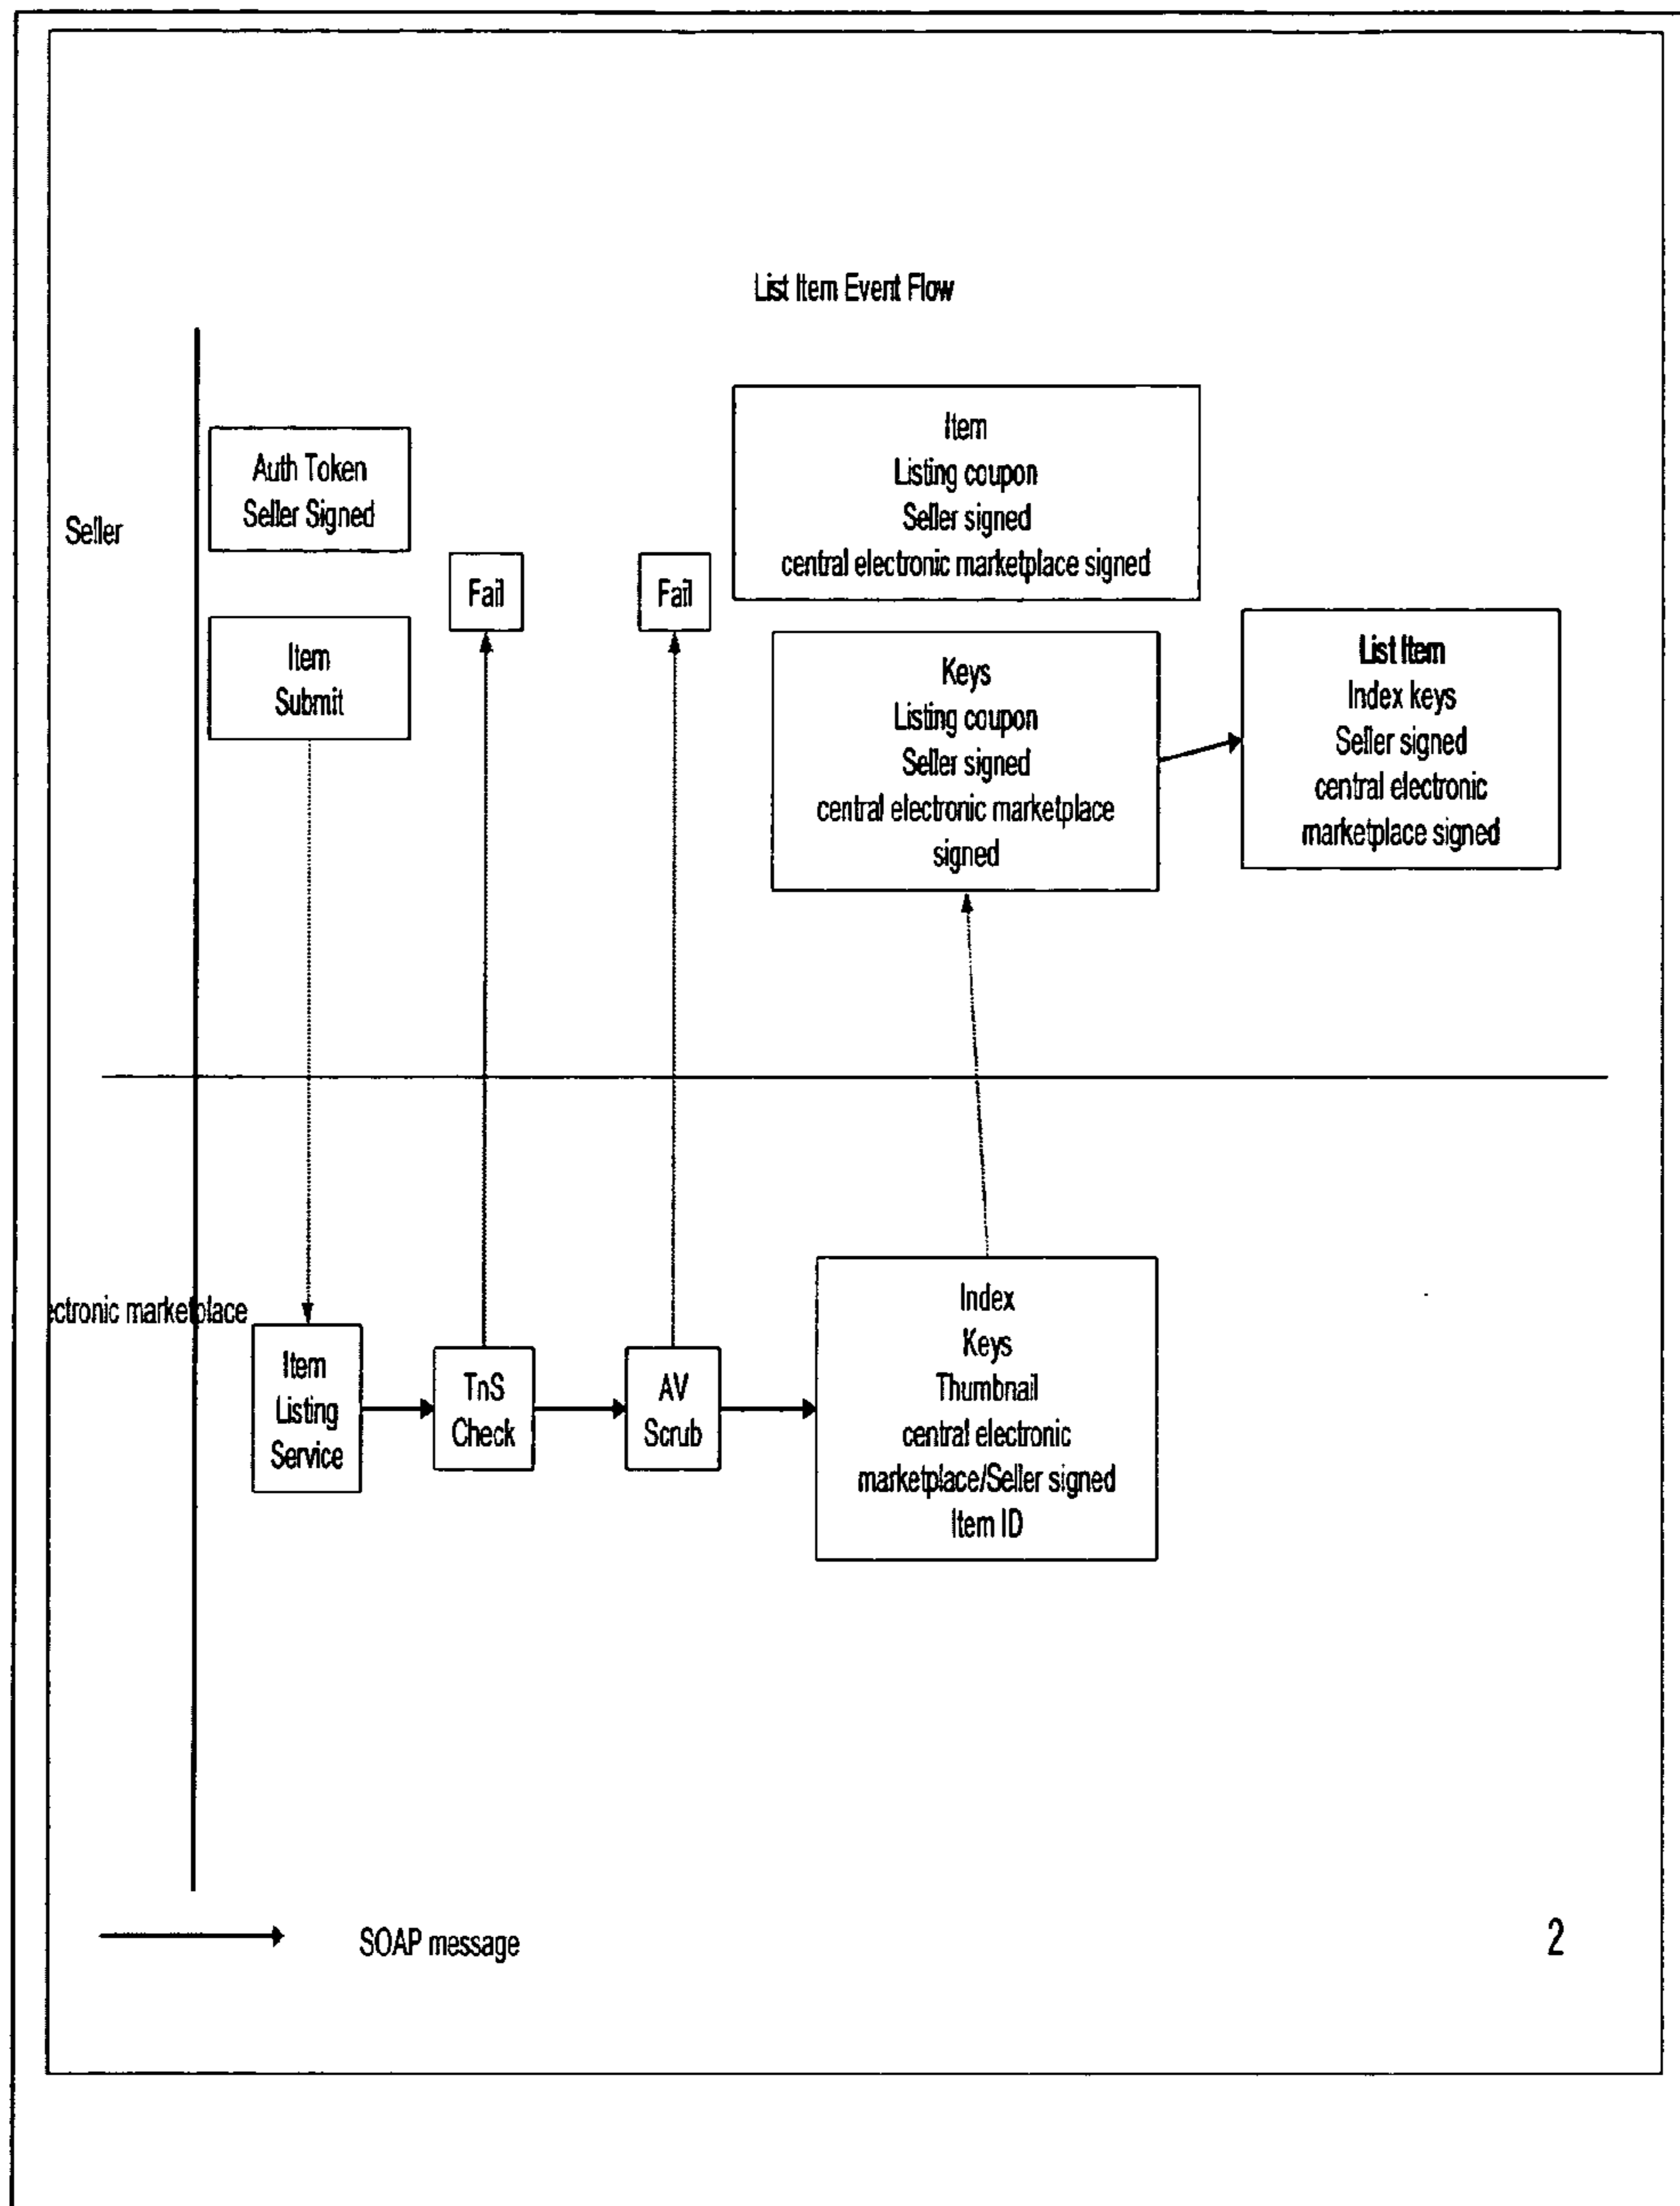 List Item Event Flow
Seller
Auth Token
Seller Signed
Item
Submit
Fail
Fail
Item
Listing coupon
Seller signed
central electronic marketplace signed
Keys
Listing coupon
Seller signed
central electronic marketplace
signed
List Item
Index keys
Seller signed
central electronic
marketplace signed
ectronic marketplace
Item
Listing
Service
TnS
Check
AV
Scrub
Index
Keys
Thumbnail
central electronic
marketplace/Seller signed
Item ID
SOAP message
2